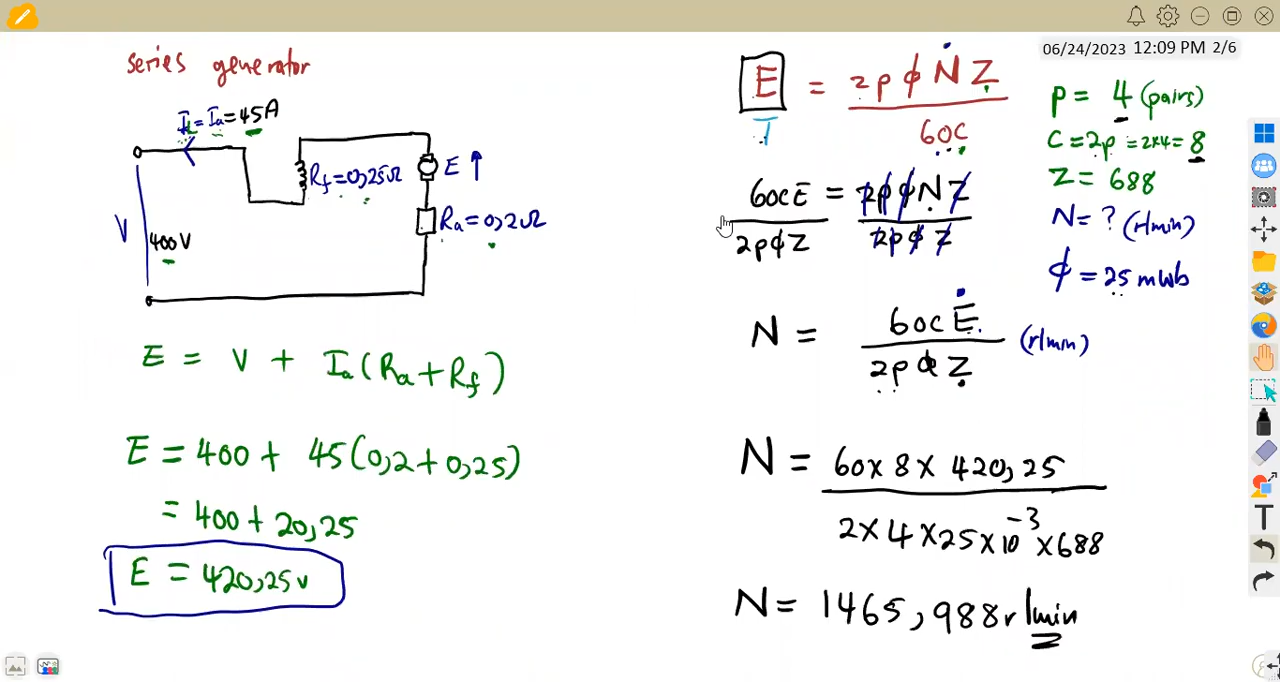 06/24/2023 12:09 PM 2/6
series generator
IL = Ia = 45A
Rf = 0,25Ω
E ↑
Ra = 0,2Ω
V
400V
E = V + Ia (Ra + Rf)
E = 400 + 45 (0,2 + 0,25)
= 400 + 20,25
E = 420,25v
E = 2pϕNZ / 60C
T
60cE / 2pϕZ = 2pϕNZ / 2pϕZ
N = 60cE / 2pϕZ (r/min)
N = 60 × 8 × 420,25 / 2 × 4 × 25 × 10⁻³ × 688
N = 1465,988 r/min
p = 4 (pairs)
C = 2p = 2×4 = 8
Z = 688
N = ? (r/min)
ϕ = 25 mwb
T